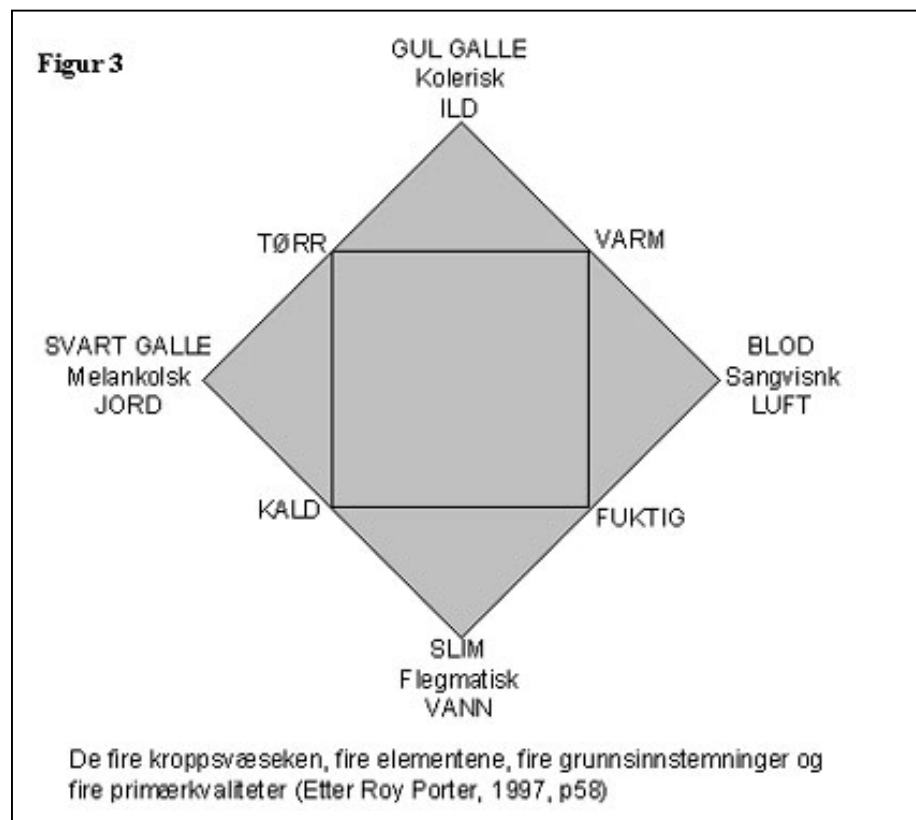 Figur 3
GUL GALLE
Kolerisk
ILD
TØRR
VARM
SVART GALLE
Melankolsk
JORD
BLOD
Sangvisnk
LUFT
KALD
FUKTIG
SLIM
Flegmatisk
VANN
De fire kroppsvæseken, fire elementene, fire grunnsinnstemninger og
fire primærkvaliteter (Etter Roy Porter, 1997, p58)